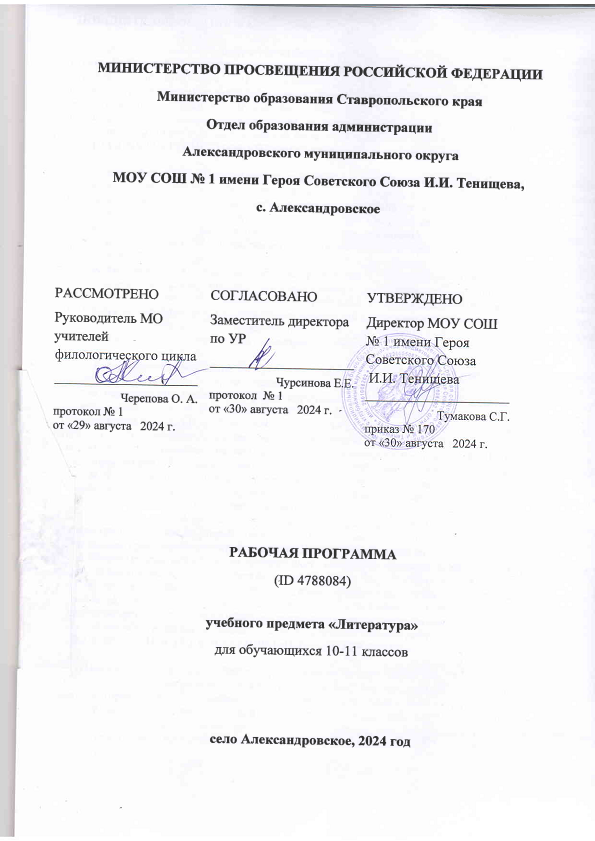 МИНИСТЕРСТВО ПРОСВЕЩЕНИЯ РОССИЙСКОЙ ФЕДЕРАЦИИ
Министерство образования Ставропольского края
Отдел образования администрации
Александровского муниципального округа
МОУ СОШ № 1 имени Героя Советского Союза И.И. Тенищева,
с. Александровское
РАССМОТРЕНО
Руководитель МО
учителей
филологического цикла
Черепова О. А.
протокол № 1
от «29» августа 2024 г.
СОГЛАСОВАНО
Заместитель директора
по УР
Чурсинова Е.Е.
протокол № 1
от «30» августа 2024 г.
УТВЕРЖДЕНО
Директор МОУ СОШ
№ 1 имени Героя
Советского Союза
И.И. Тенищева
Тумакова С.Г.
приказ № 170
от «30» августа 2024 г.
РАБОЧАЯ ПРОГРАММА
(ID 4788084)
учебного предмета «Литература»
для обучающихся 10-11 классов
село Александровское, 2024 год